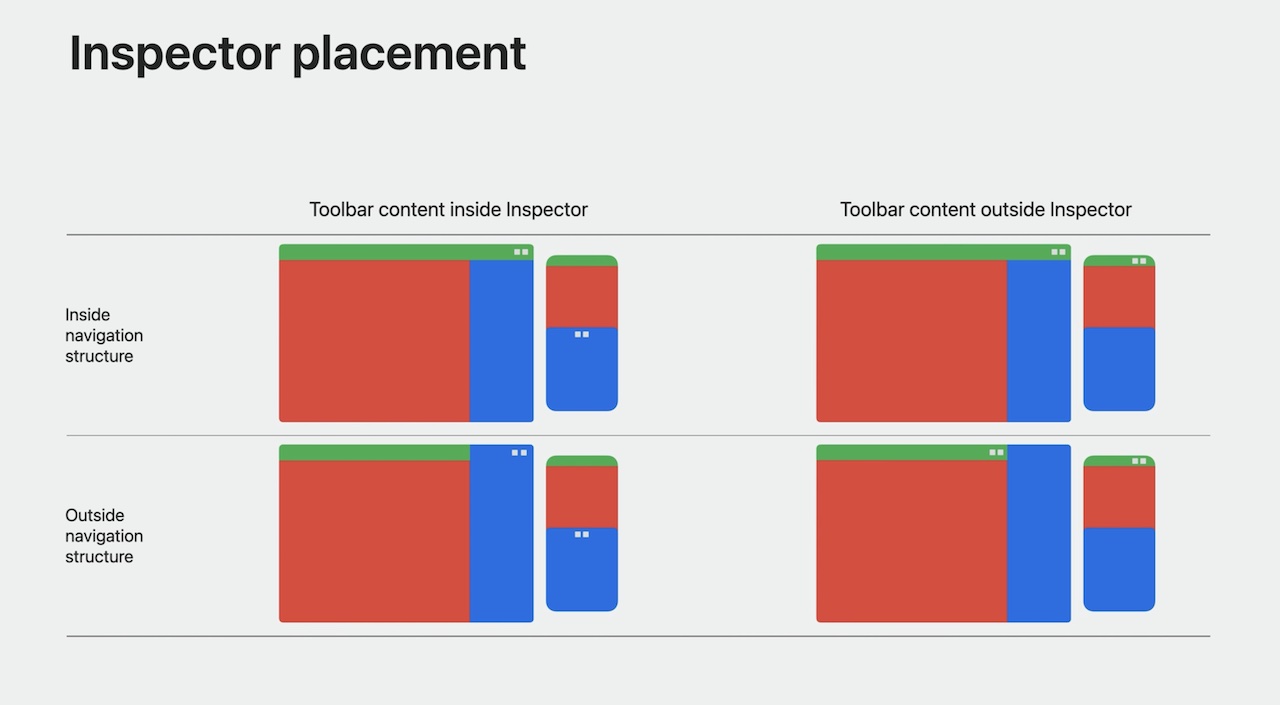 Inspector placement
Toolbar content inside Inspector
Toolbar content outside Inspector
Inside
navigation
structure
Outside
navigation
structure